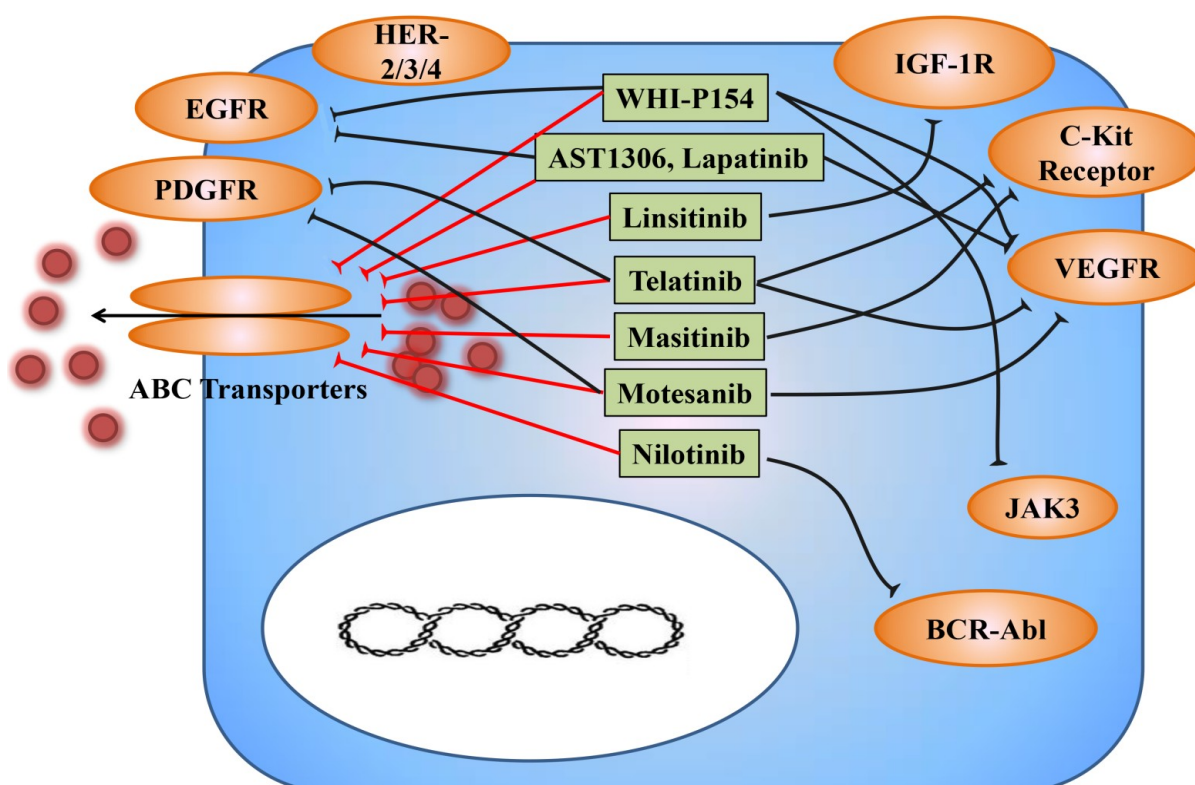 HER-
2/3/4
EGFR
PDGFR
ABC Transporters
WHI-P154
AST1306, Lapatinib
Linsitinib
Telatinib
Masitinib
Motesanib
Nilotinib
IGF-1R
C-Kit
Receptor
VEGFR
JAK3
BCR-Abl